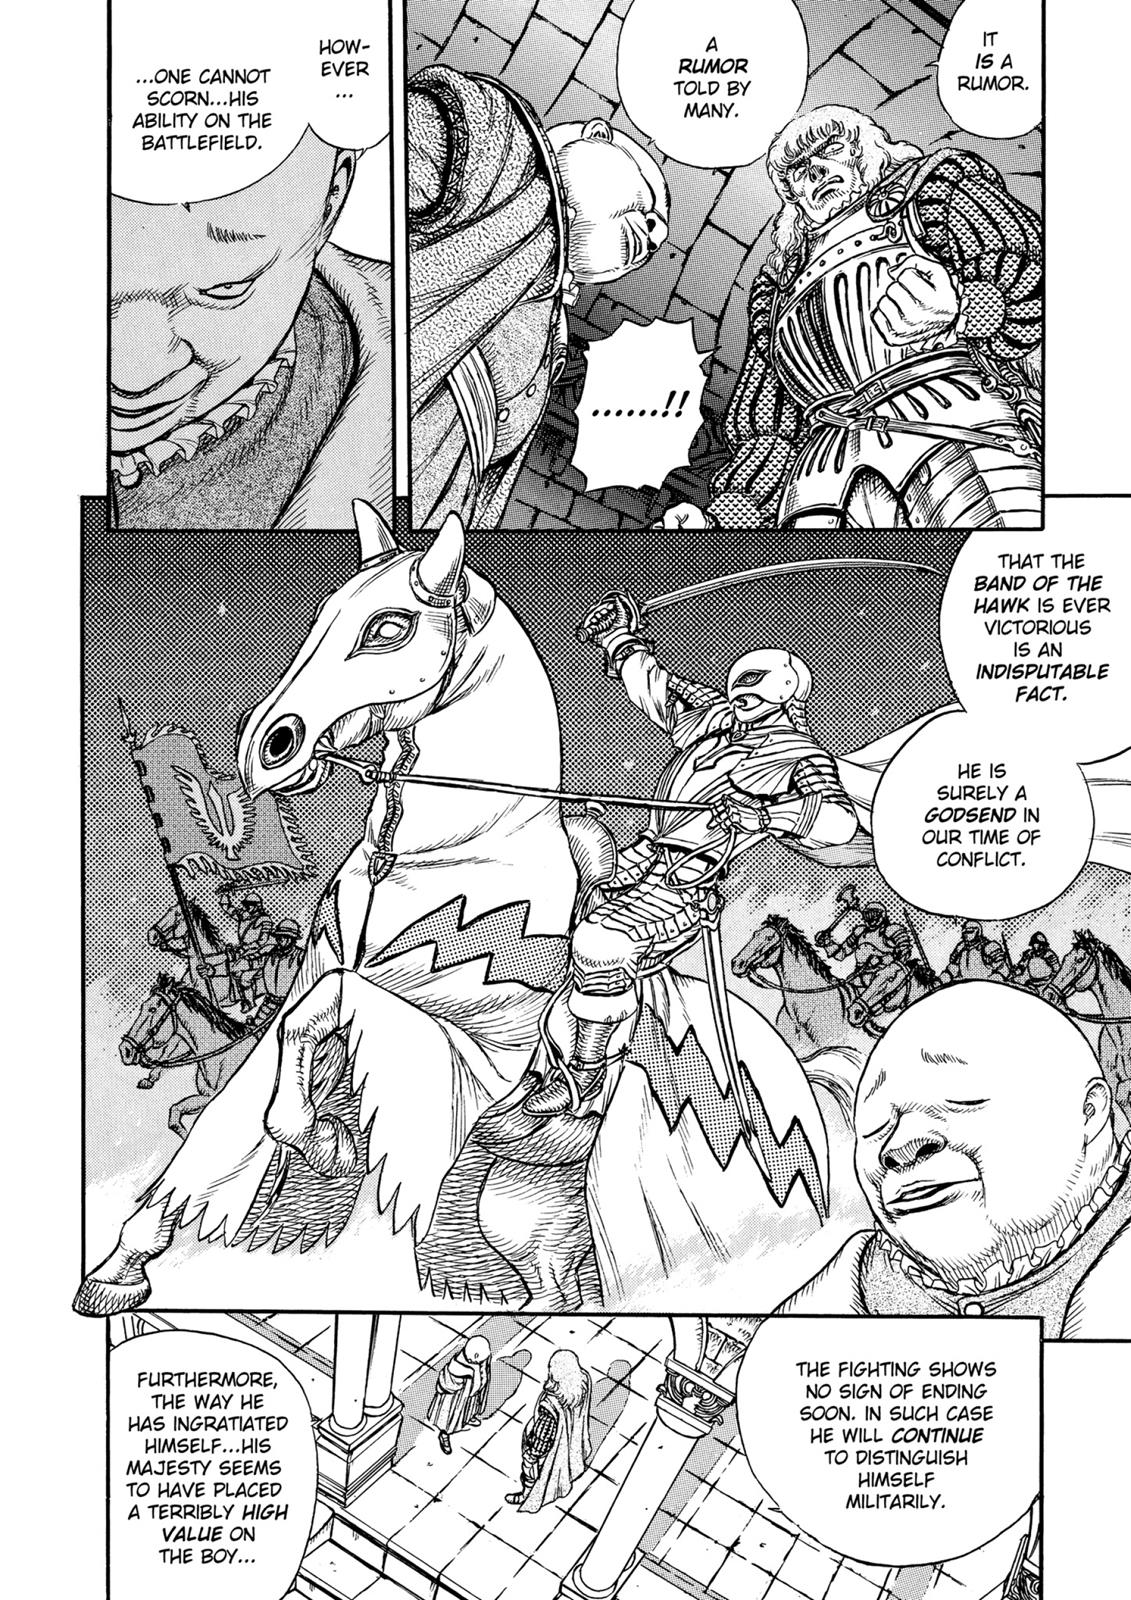 IT
IS A
RUMOR.
A
RUMOR
TOLD BY
MANY.
......!!
HOW-
EVER
...
...ONE CANNOT
SCORN...HIS
ABILITY ON THE
BATTLEFIELD.
THAT THE
BAND OF THE
HAWK IS EVER
VICTORIOUS
IS AN
INDISPUTABLE
FACT.
HE IS
SURELY A
GODSEND IN
OUR TIME OF
CONFLICT.
THE FIGHTING SHOWS
NO SIGN OF ENDING
SOON. IN SUCH CASE
HE WILL CONTINUE
TO DISTINGUISH
HIMSELF
MILITARILY.
FURTHERMORE,
THE WAY HE
HAS INGRATIATED
HIMSELF...HIS
MAJESTY SEEMS
TO HAVE PLACED
A TERRIBLY HIGH
VALUE ON
THE BOY...